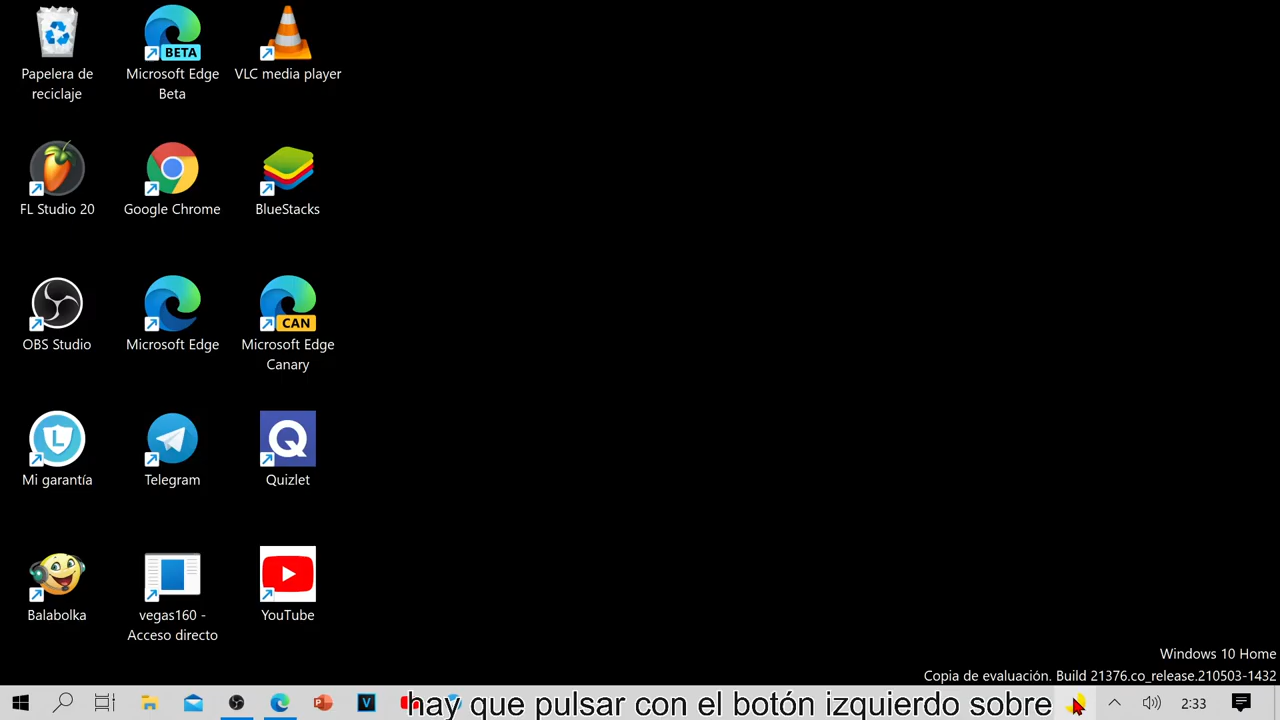 BETA
Papelera de reciclaje
Microsoft Edge Beta
VLC media player
FL Studio 20
Google Chrome
BlueStacks
CAN
OBS Studio
Microsoft Edge
Microsoft Edge Canary
L
Q
Mi garantía
Telegram
Quizlet
Balabolka
vegas160 - Acceso directo
YouTube
Windows 10 Home
Copia de evaluación. Build 21376.co_release.210503-1432
P
V
hay que pulsar con el botón izquierdo sobre
2:33